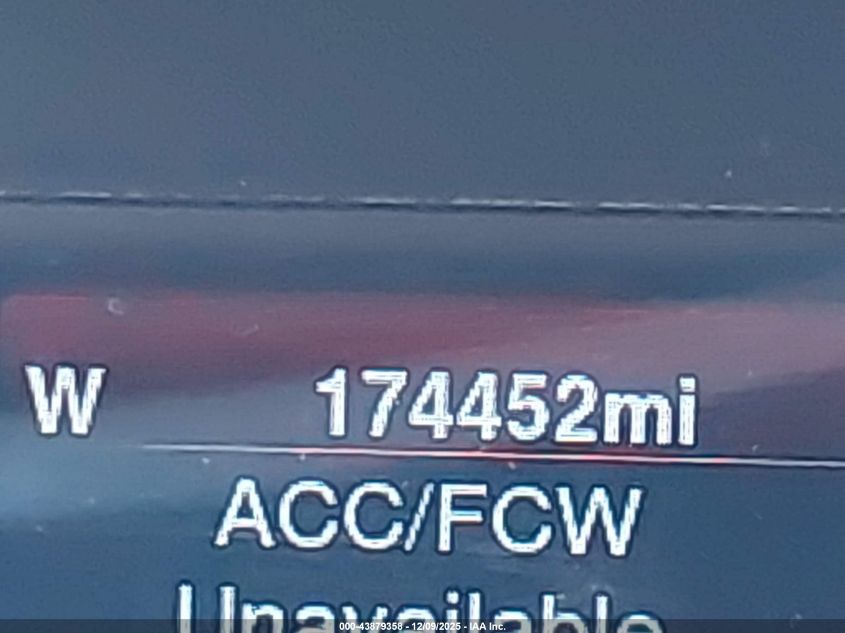 W 174452mi
ACC/FCW
Unavailable
000-43879358 - 12/09/2025 - IAA Inc.